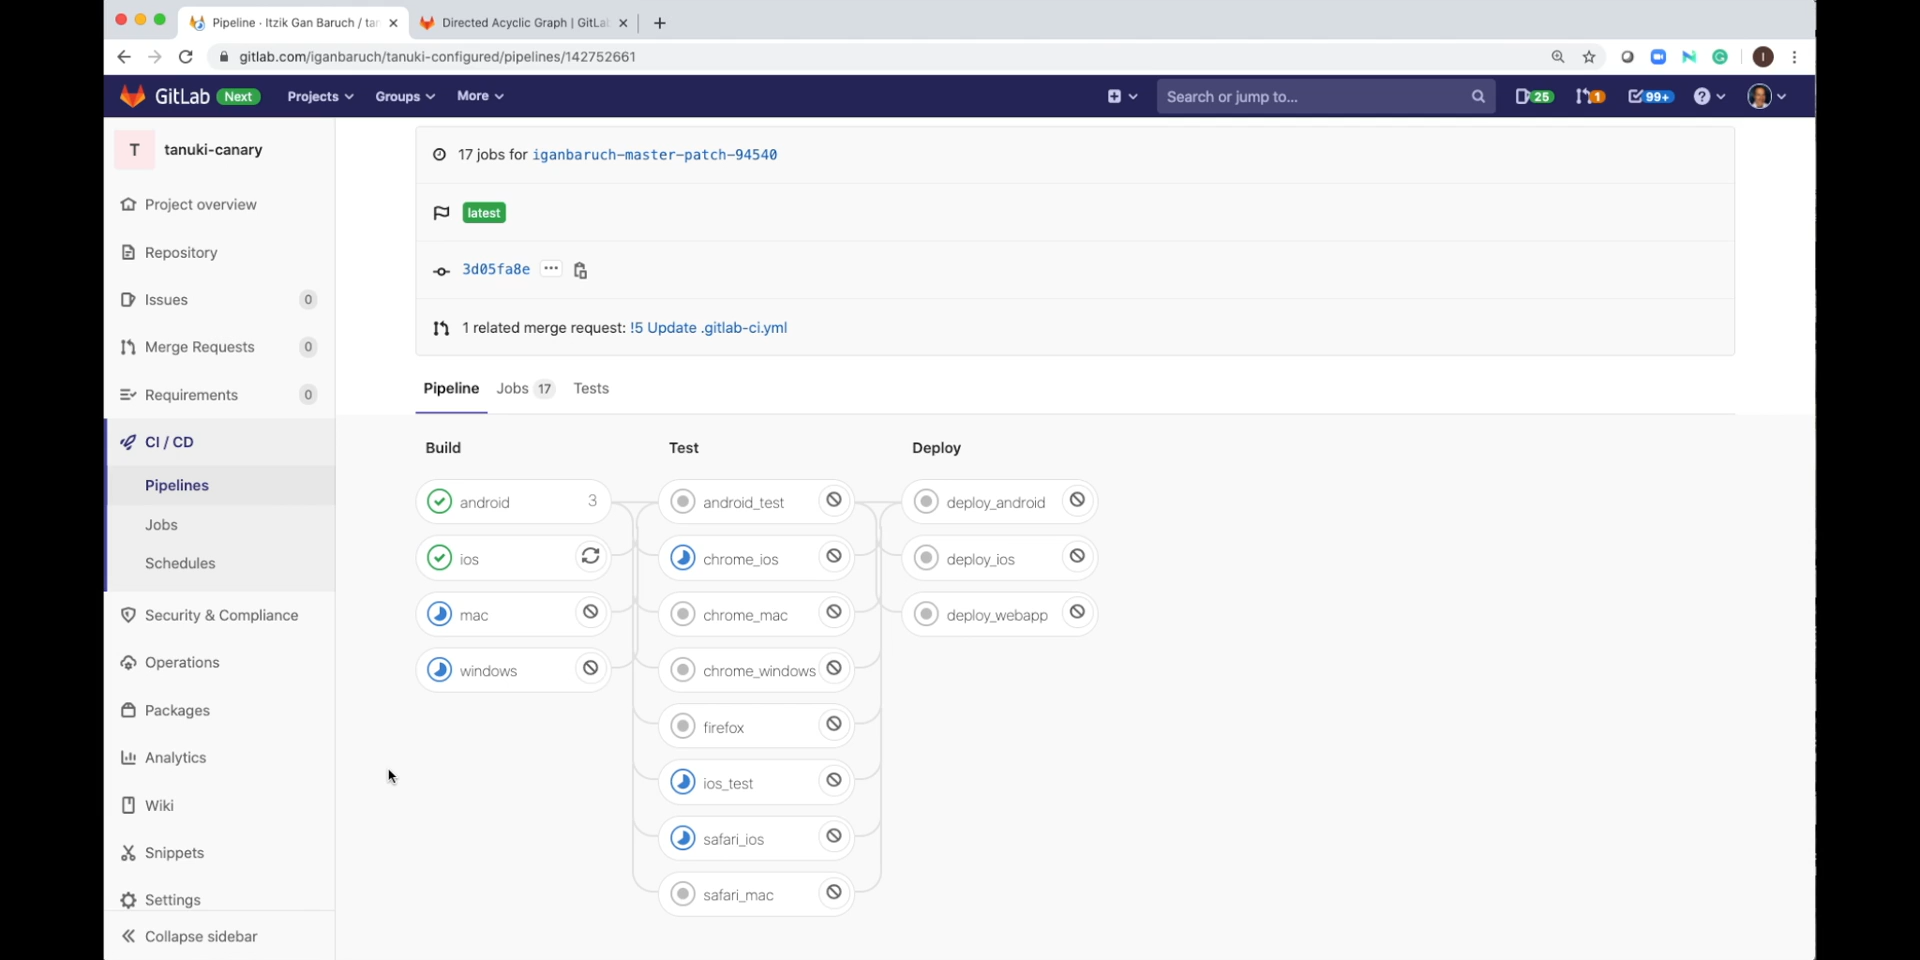 Pipeline · Itzik Gan Baruch / tan
Directed Acyclic Graph | GitLa
gitlab.com/iganbaruch/tanuki-configured/pipelines/142752661
GitLab Next Projects Groups More Search or jump to... 25 1 99+
T tanuki-canary
Project overview
Repository
Issues 0
Merge Requests 0
Requirements 0
CI / CD
Pipelines
Jobs
Schedules
Security & Compliance
Operations
Packages
Analytics
Wiki
Snippets
Settings
Collapse sidebar
17 jobs for iganbaruch-master-patch-94540
latest
3d05fa8e ...
1 related merge request: !5 Update .gitlab-ci.yml
Pipeline Jobs 17 Tests
Build
android 3
ios
mac
windows
Test
android_test
chrome_ios
chrome_mac
chrome_windows
firefox
ios_test
safari_ios
safari_mac
Deploy
deploy_android
deploy_ios
deploy_webapp